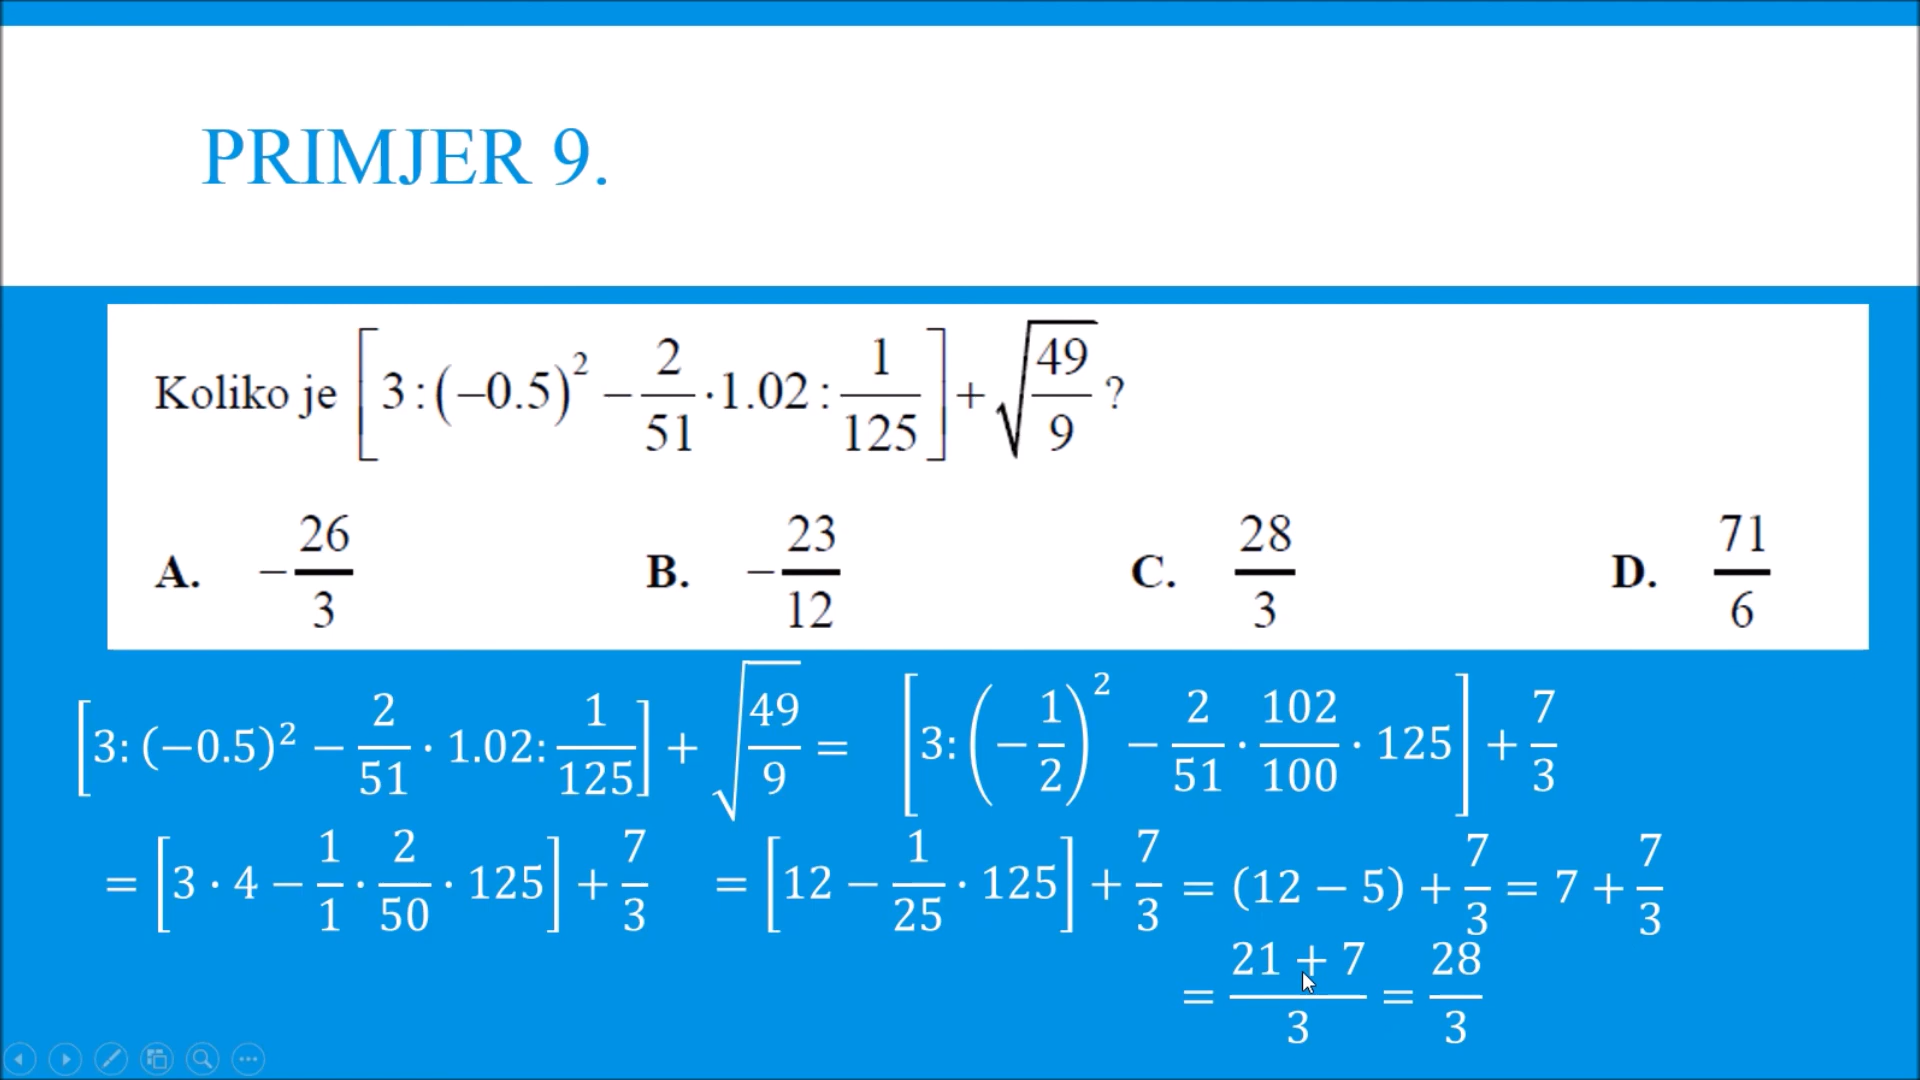 PRIMJER 9.
Koliko je [3 : (−0.5)² − 2/51 · 1.02 : 1/125] + √(49/9) ?
A. −26/3 B. −23/12 C. 28/3 D. 71/6
[3: (−0.5)² − 2/51 · 1.02: 1/125] + √(49/9) = [3: (−1/2)² − 2/51 · 102/100 · 125] + 7/3
= [3 · 4 − 1/1 · 2/50 · 125] + 7/3 = [12 − 1/25 · 125] + 7/3 = (12 − 5) + 7/3 = 7 + 7/3
= (21 + 7)/3 = 28/3